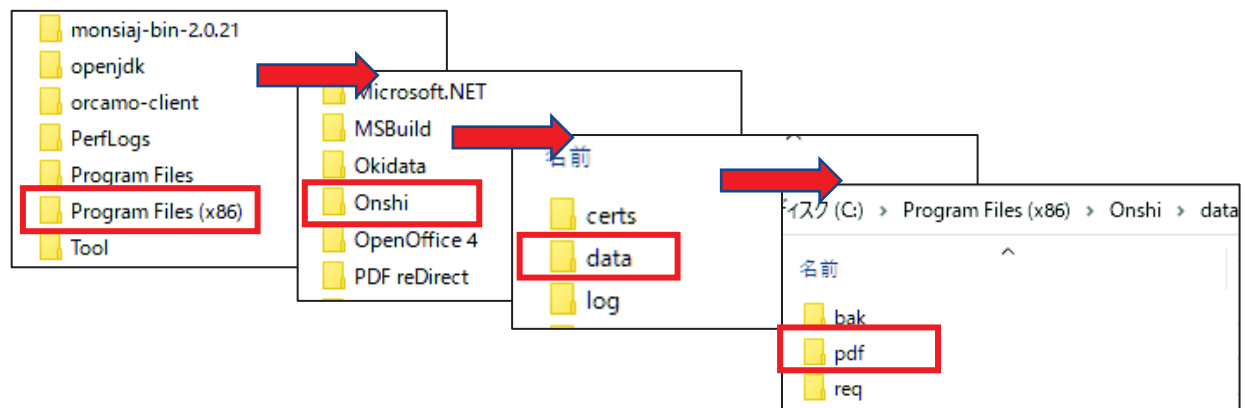 monsiaj-bin-2.0.21
openjdk
orcamo-client
PerfLogs
Program Files
Program Files (x86)
Tool
Microsoft.NET
MSBuild
Okidata
Onshi
OpenOffice 4
PDF reDirect
名前
certs
data
log
ディスク (C:) > Program Files (x86) > Onshi > data
名前
bak
pdf
req